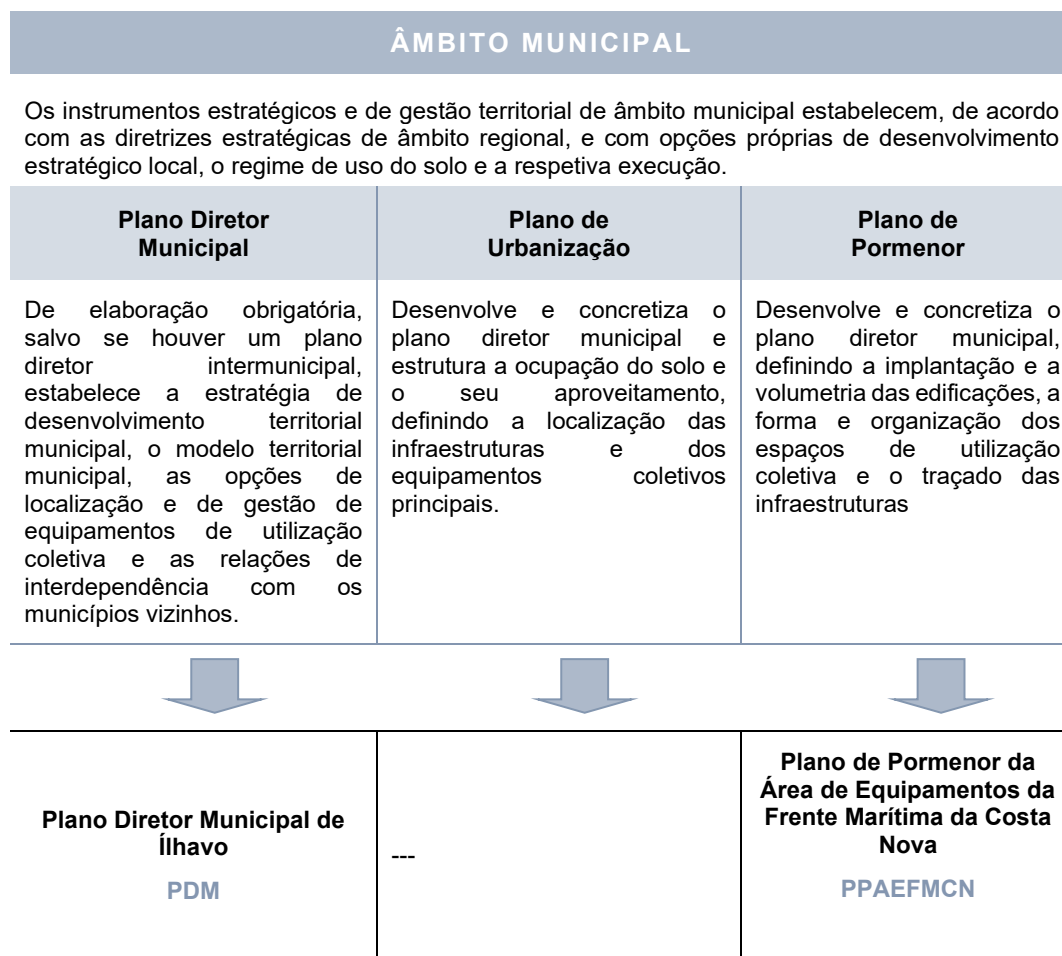 ÂMBITO MUNICIPAL
Os instrumentos estratégicos e de gestão territorial de âmbito municipal estabelecem, de acordo
com as diretrizes estratégicas de âmbito regional, e com opções próprias de desenvolvimento
estratégico local, o regime de uso do solo e a respetiva execução.
Plano Diretor
Municipal
Plano de
Urbanização
Plano de
Pormenor
De elaboração obrigatória,
salvo se houver um plano
diretor intermunicipal,
estabelece a estratégia de
desenvolvimento territorial
municipal, o modelo territorial
municipal, as opções de
localização e de gestão de
equipamentos de utilização
coletiva e as relações de
interdependência com os
municípios vizinhos.
Desenvolve e concretiza o
plano diretor municipal e
estrutura a ocupação do solo e
o seu aproveitamento,
definindo a localização das
infraestruturas e dos
equipamentos coletivos
principais.
Desenvolve e concretiza o
plano diretor municipal,
definindo a implantação e a
volumetria das edificações, a
forma e organização dos
espaços de utilização
coletiva e o traçado das
infraestruturas
Plano Diretor Municipal de
Ílhavo
PDM
---
Plano de Pormenor da
Área de Equipamentos da
Frente Marítima da Costa
Nova
PPAEFMCN